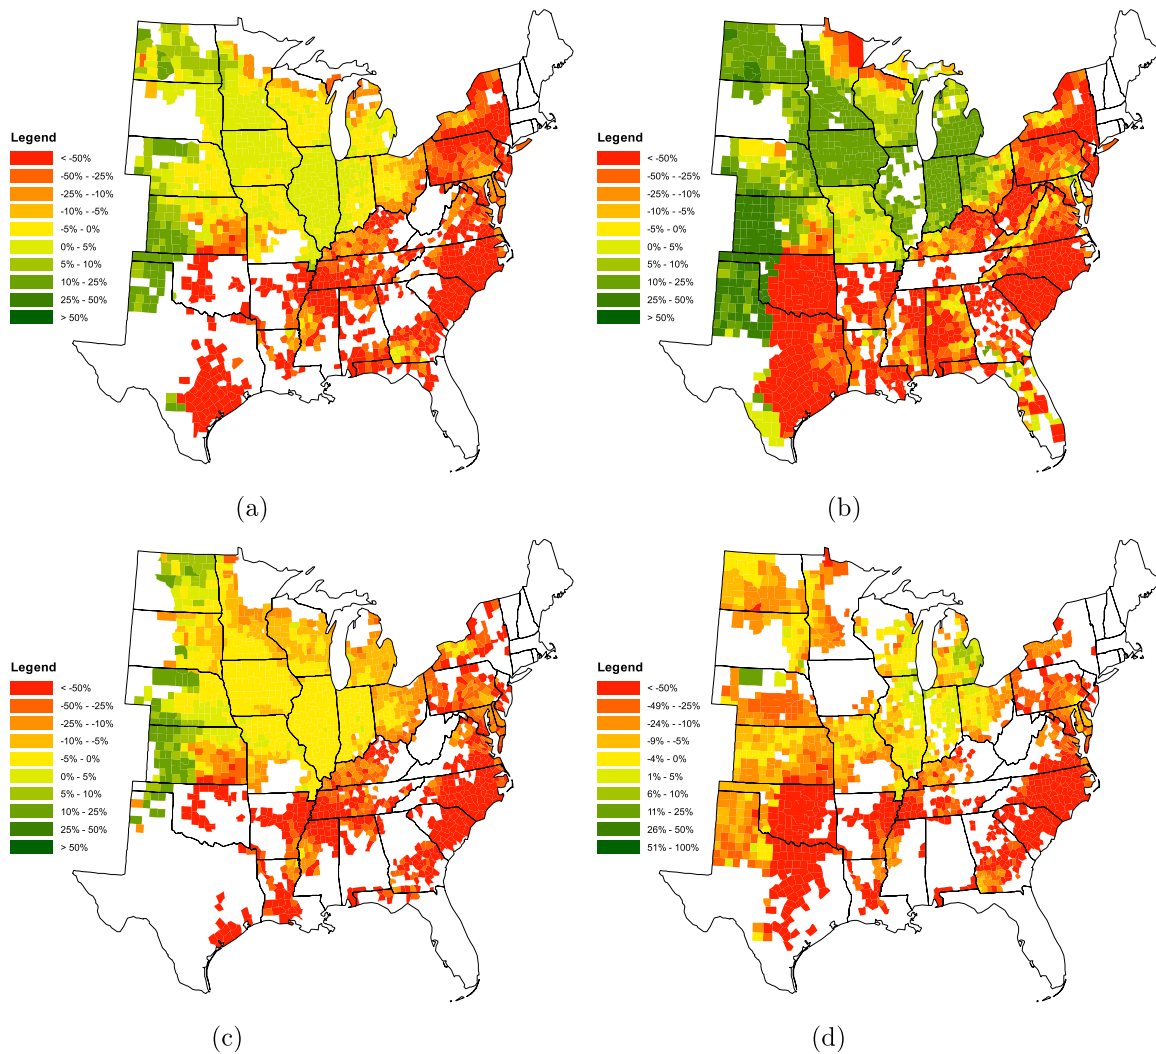 Legend
< -50%
-50% - -25%
-25% - -10%
-10% - -5%
-5% - 0%
0% - 5%
5% - 10%
10% - 25%
25% - 50%
> 50%
(a)
Legend
< -50%
-50% - -25%
-25% - -10%
-10% - -5%
-5% - 0%
0% - 5%
5% - 10%
10% - 25%
25% - 50%
> 50%
(b)
Legend
< -50%
-50% - -25%
-25% - -10%
-10% - -5%
-5% - 0%
0% - 5%
5% - 10%
10% - 25%
25% - 50%
> 50%
(c)
Legend
< -50%
-49% - -25%
-24% - -10%
-9% - -5%
-4% - 0%
1% - 5%
6% - 10%
11% - 25%
26% - 50%
51% - 100%
(d)